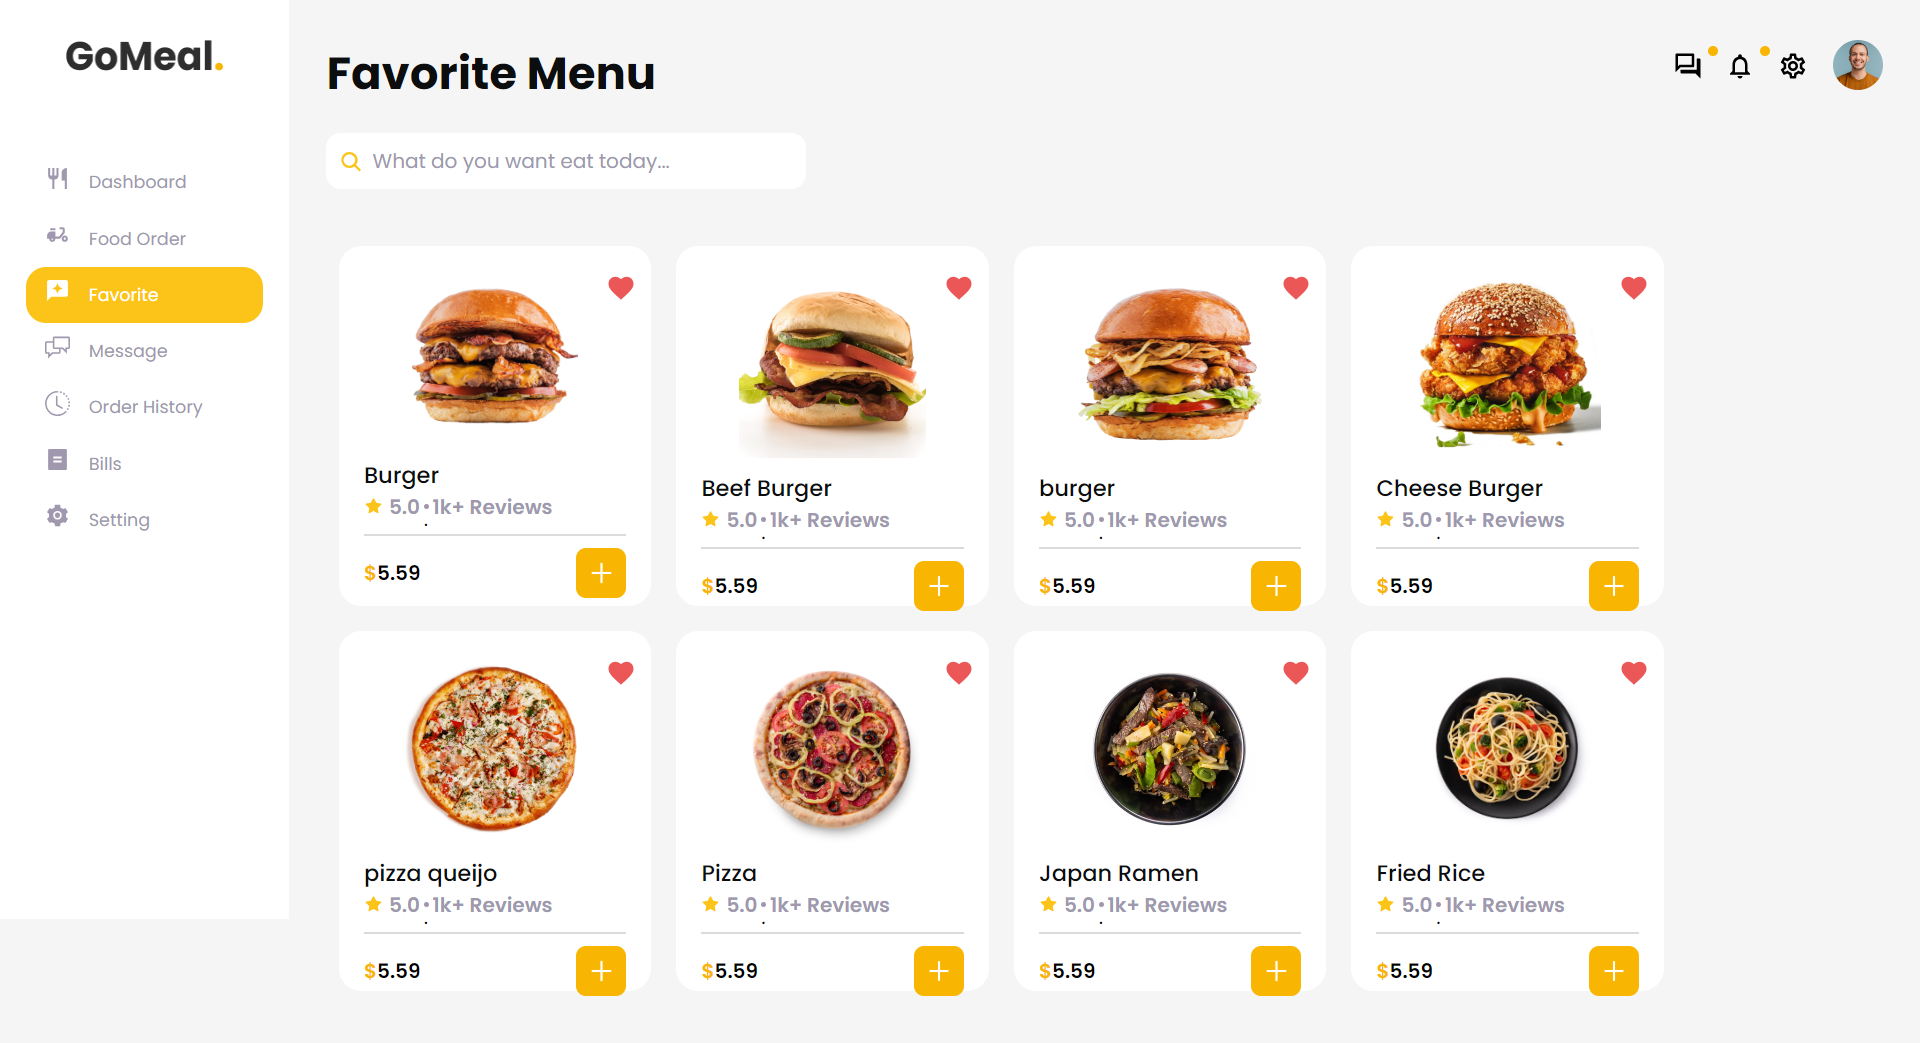 GoMeal.
Dashboard
Food Order
Favorite
Message
Order History
Bills
Setting
Favorite Menu
What do you want eat today...
Burger
5.0•1k+ Reviews
$5.59
Beef Burger
5.0•1k+ Reviews
$5.59
burger
5.0•1k+ Reviews
$5.59
Cheese Burger
5.0•1k+ Reviews
$5.59
pizza queijo
5.0•1k+ Reviews
$5.59
Pizza
5.0•1k+ Reviews
$5.59
Japan Ramen
5.0•1k+ Reviews
$5.59
Fried Rice
5.0•1k+ Reviews
$5.59